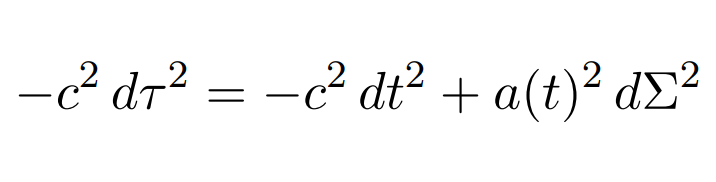 −c² dτ² = −c² dt² + a(t)² dΣ²